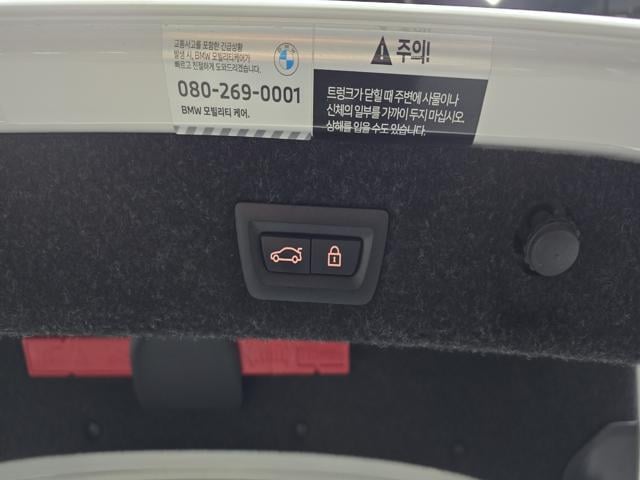 교통사고를 포함한 긴급상황
발생 시, BMW 모빌리티케어가
빠르고 친절하게 도와드리겠습니다.
080-269-0001
BMW 모빌리티 케어.
주의!
트렁크가 닫힐 때 주변에 사물이나
신체의 일부를 가까이 두지 마십시오.
상해를 입을 수도 있습니다.